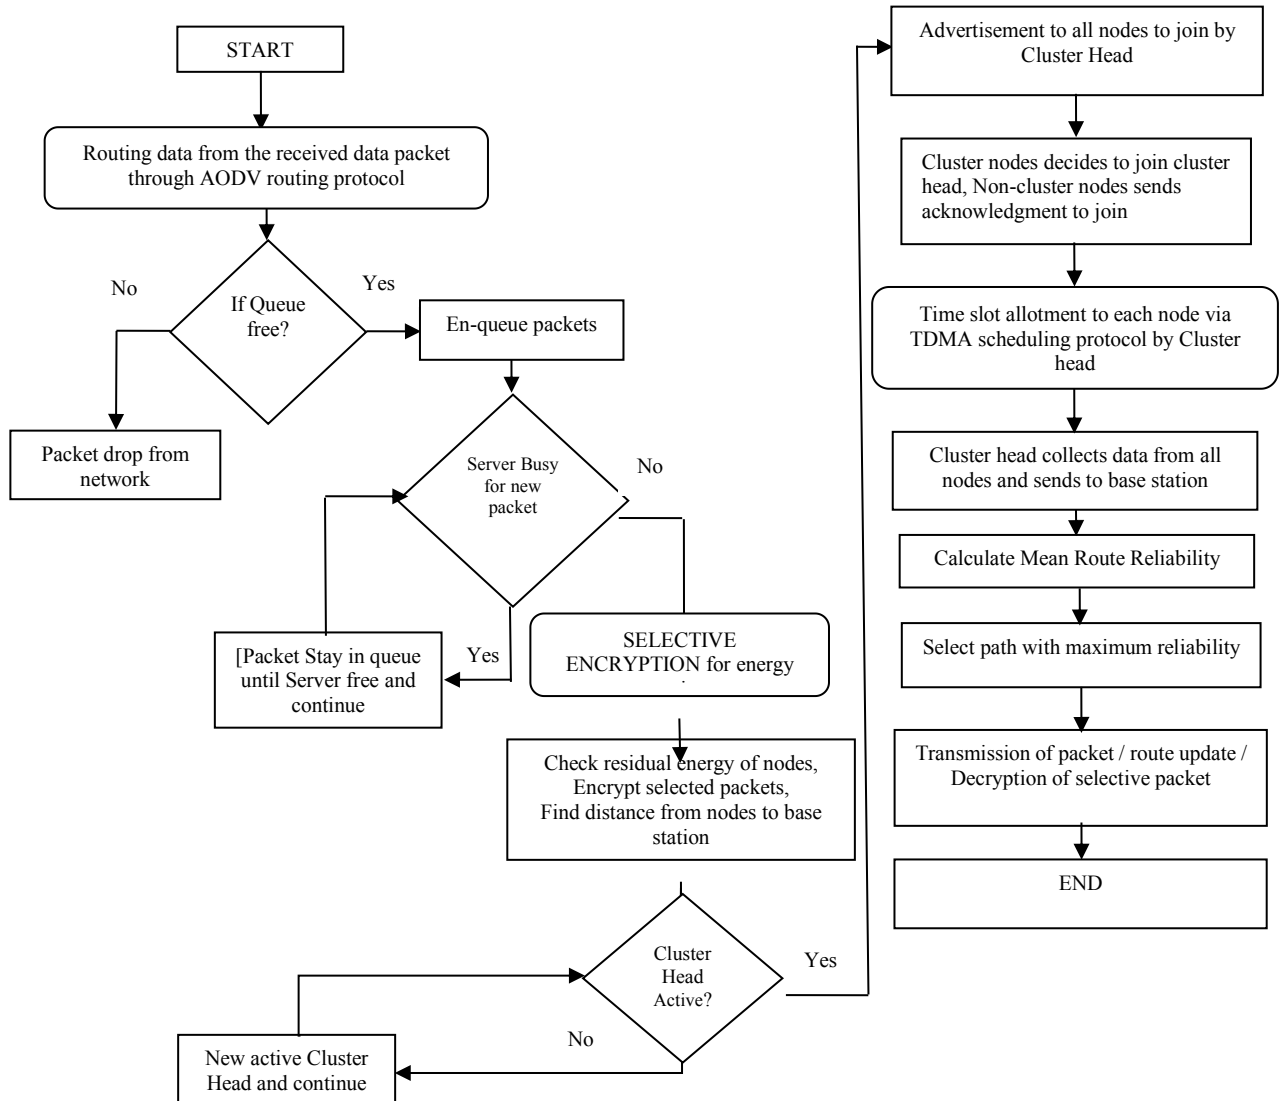 START
Routing data from the received data packet
through AODV routing protocol
No
Yes
If Queue
free?
En-queue packets
Packet drop from
network
Server Busy
for new
packet
No
Yes
[Packet Stay in queue
until Server free and
continue
SELECTIVE
ENCRYPTION for energy
Check residual energy of nodes,
Encrypt selected packets,
Find distance from nodes to base
station
Cluster
Head
Active?
Yes
No
New active Cluster
Head and continue
Advertisement to all nodes to join by
Cluster Head
Cluster nodes decides to join cluster
head, Non-cluster nodes sends
acknowledgment to join
Time slot allotment to each node via
TDMA scheduling protocol by Cluster
head
Cluster head collects data from all
nodes and sends to base station
Calculate Mean Route Reliability
Select path with maximum reliability
Transmission of packet / route update /
Decryption of selective packet
END